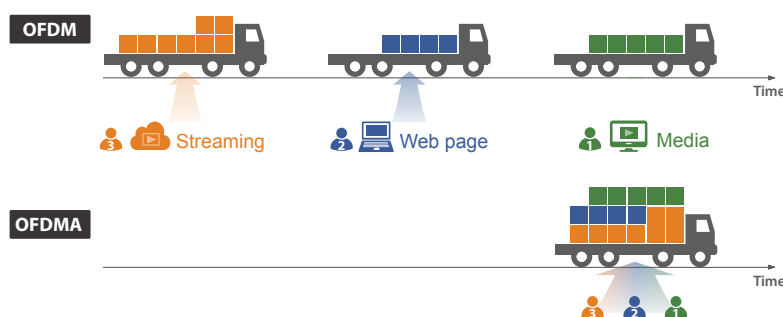 OFDM
Time
3 Streaming
2 Web page
1 Media
OFDMA
Time
3 2 1